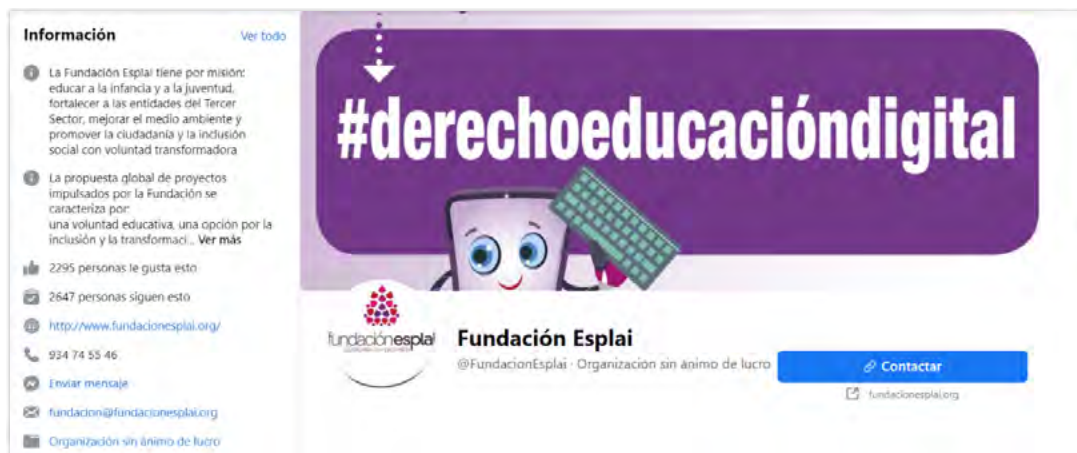 Información
Ver todo
La Fundación Esplai tiene por misión:
educar a la infancia y a la juventud,
fortalecer a las entidades del Tercer
Sector, mejorar el medio ambiente y
promover la ciudadanía y la inclusión
social con voluntad transformadora
La propuesta global de proyectos
impulsados por la Fundación se
caracteriza por:
una voluntad educativa, una opción por la
inclusión y la transformaci... Ver más
2295 personas le gusta esto
2647 personas siguen esto
http://www.fundacionesplai.org/
934 74 55 46
Enviar mensaje
fundacion@fundacionesplai.org
Organización sin ánimo de lucro
#derechoeducacióndigital
fundaciónesplai
Fundación Esplai
@FundacionEsplai · Organización sin ánimo de lucro
Contactar
fundacionesplai.org